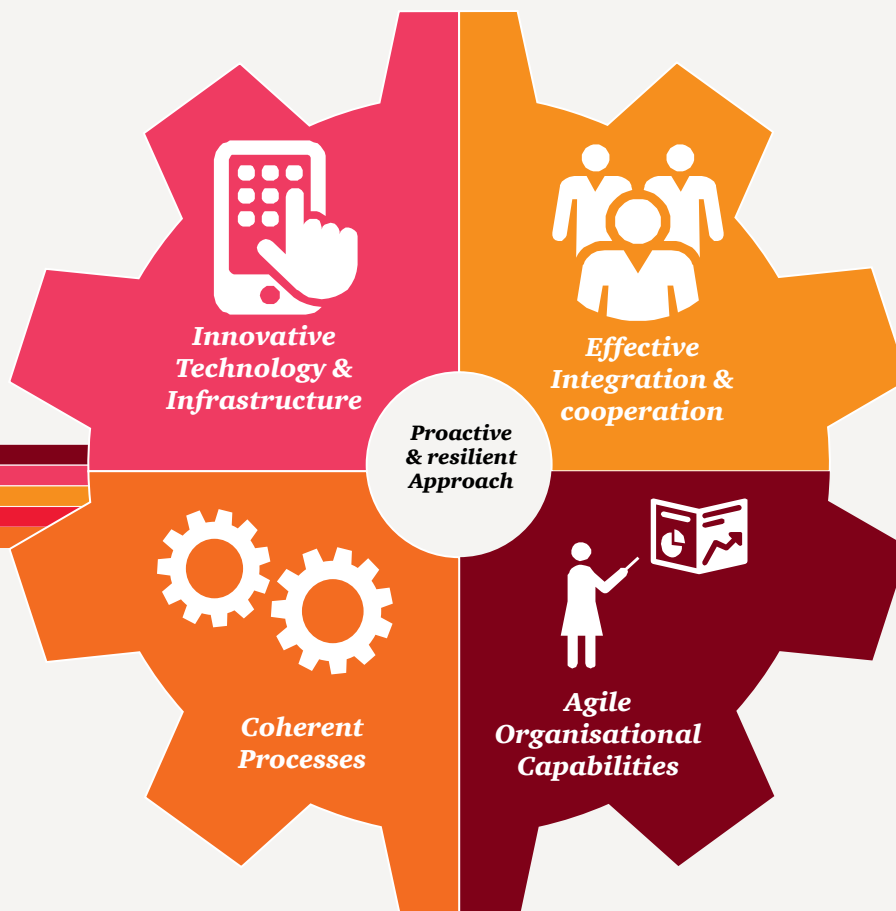 Innovative
Technology &
Infrastructure
Effective
Integration &
cooperation
Proactive
& resilient
Approach
Coherent
Processes
Agile
Organisational
Capabilities